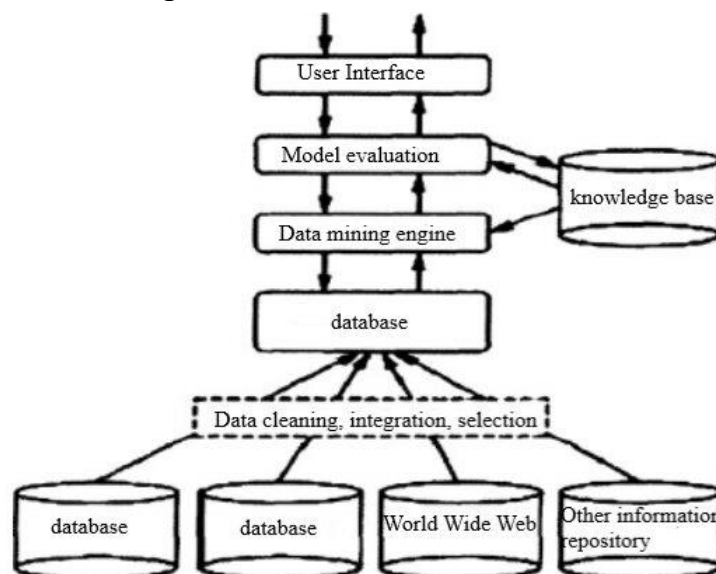 User Interface
Model evaluation
knowledge base
Data mining engine
database
Data cleaning, integration, selection
database
database
World Wide Web
Other information
repository